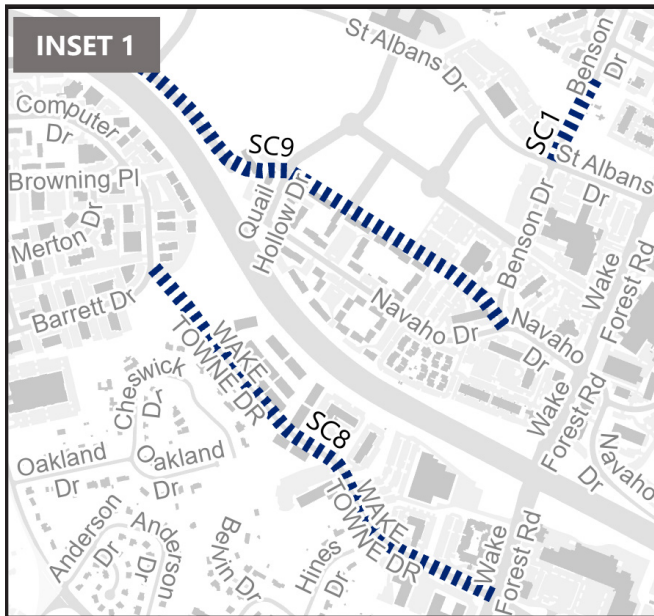 INSET 1
St Albans Dr
Benson Dr
Computer Dr
SC9
SC1
St Albans Dr
Browning Pl
Quail Hollow Dr
Benson Dr
Merton Dr
Wake Forest Rd
Barrett Dr
Navaho Dr
Navaho Dr
WAKE TOWNE DR
Cheswick Dr
Wake Forest Rd
Navaho Dr
SC8
Oakland Dr
Oakland Dr
WAKE TOWNE DR
Anderson Dr
Anderson Dr
Belvin Dr
Hines Dr
Wake Forest Rd